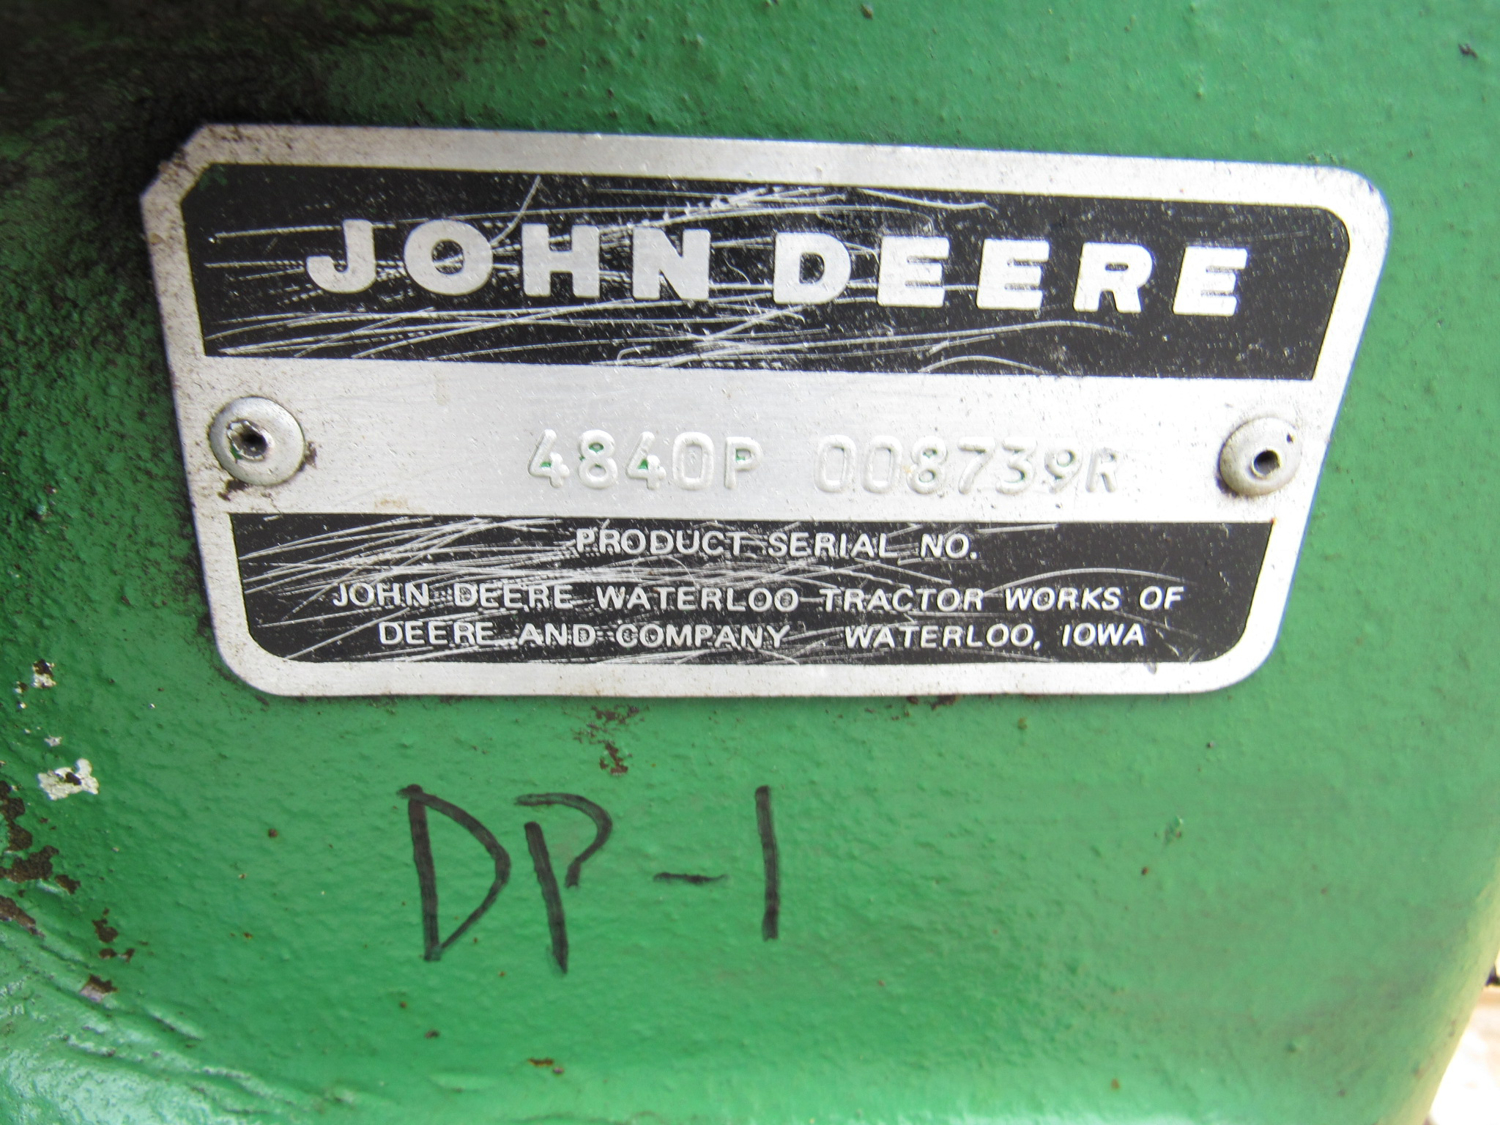 JOHN DEERE
4840P 008739R
PRODUCT SERIAL NO.
JOHN DEERE WATERLOO TRACTOR WORKS OF
DEERE AND COMPANY WATERLOO, IOWA
DP-1